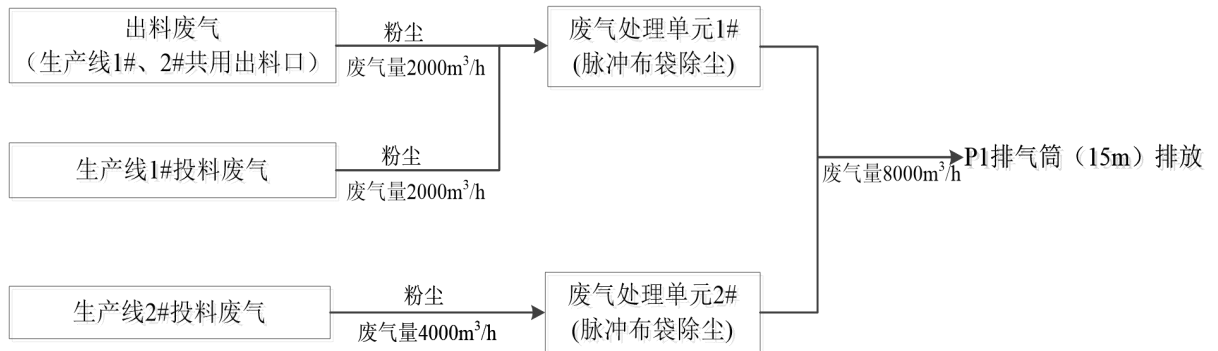 出料废气
（生产线1#、2#共用出料口）
粉尘
废气量2000m³/h
废气处理单元1#
(脉冲布袋除尘)
生产线1#投料废气
粉尘
废气量2000m³/h
废气量8000m³/h
P1排气筒（15m）排放
生产线2#投料废气
粉尘
废气量4000m³/h
废气处理单元2#
(脉冲布袋除尘)